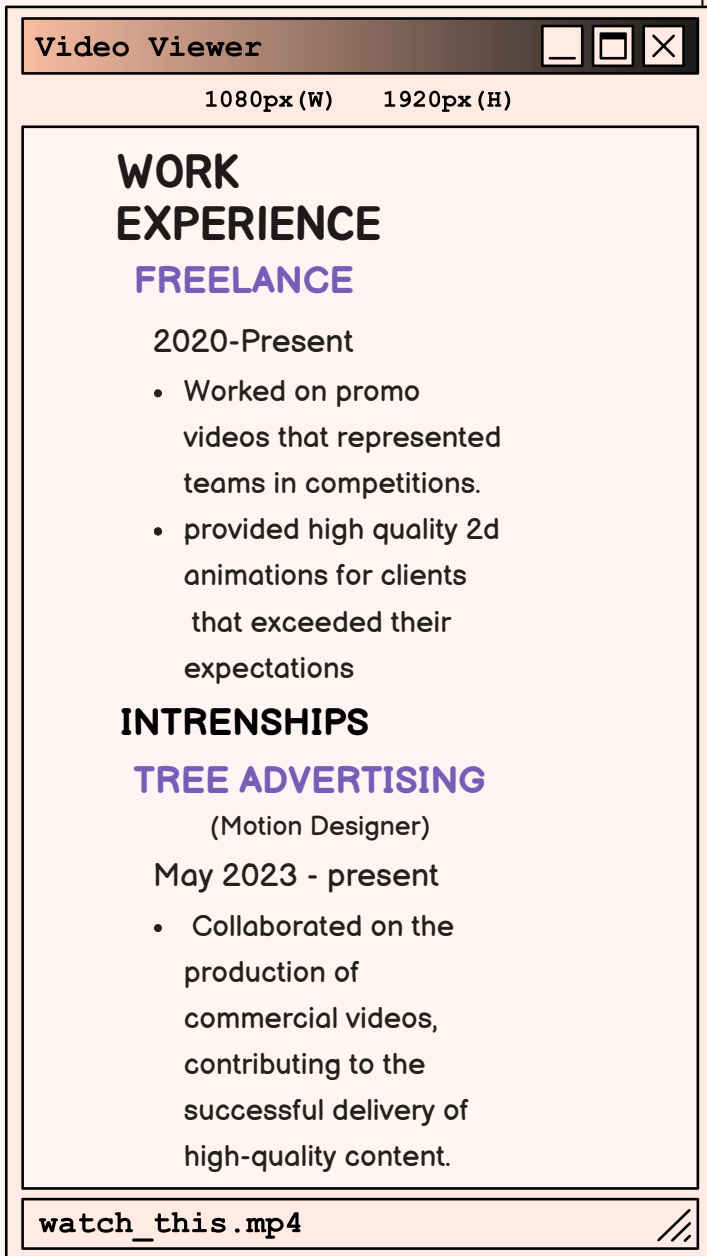 Video Viewer
1080px(W) 1920px(H)
WORK
EXPERIENCE
FREELANCE
2020-Present
• Worked on promo
videos that represented
teams in competitions.
• provided high quality 2d
animations for clients
that exceeded their
expectations
INTRENSHIPS
TREE ADVERTISING
(Motion Designer)
May 2023 - present
• Collaborated on the
production of
commercial videos,
contributing to the
successful delivery of
high-quality content.
watch_this.mp4